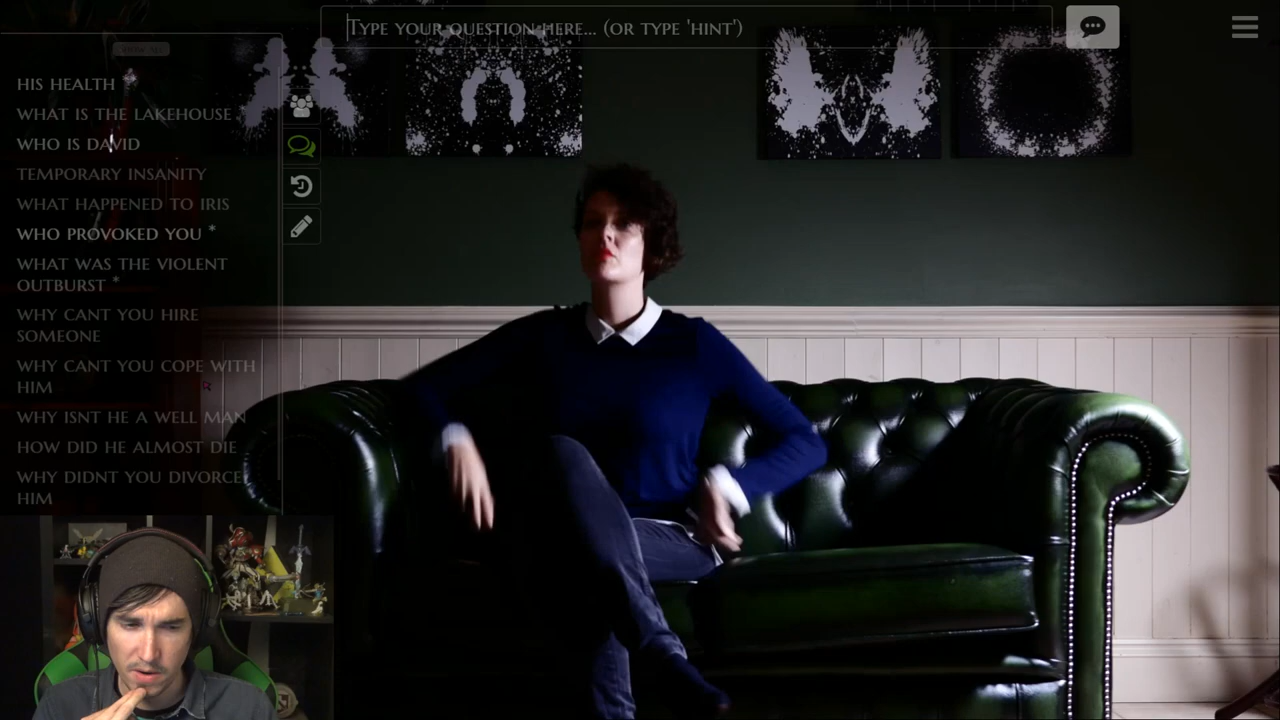 Type your question here... (or type 'hint')
SHOW ALL
HIS HEALTH *
WHAT IS THE LAKEHOUSE *
WHO IS DAVID
TEMPORARY INSANITY
WHAT HAPPENED TO IRIS
WHO PROVOKED YOU *
WHAT WAS THE VIOLENT
OUTBURST *
WHY CANT YOU HIRE
SOMEONE
WHY CANT YOU COPE WITH
HIM
WHY ISNT HE A WELL MAN
HOW DID HE ALMOST DIE
WHY DIDNT YOU DIVORCE
HIM